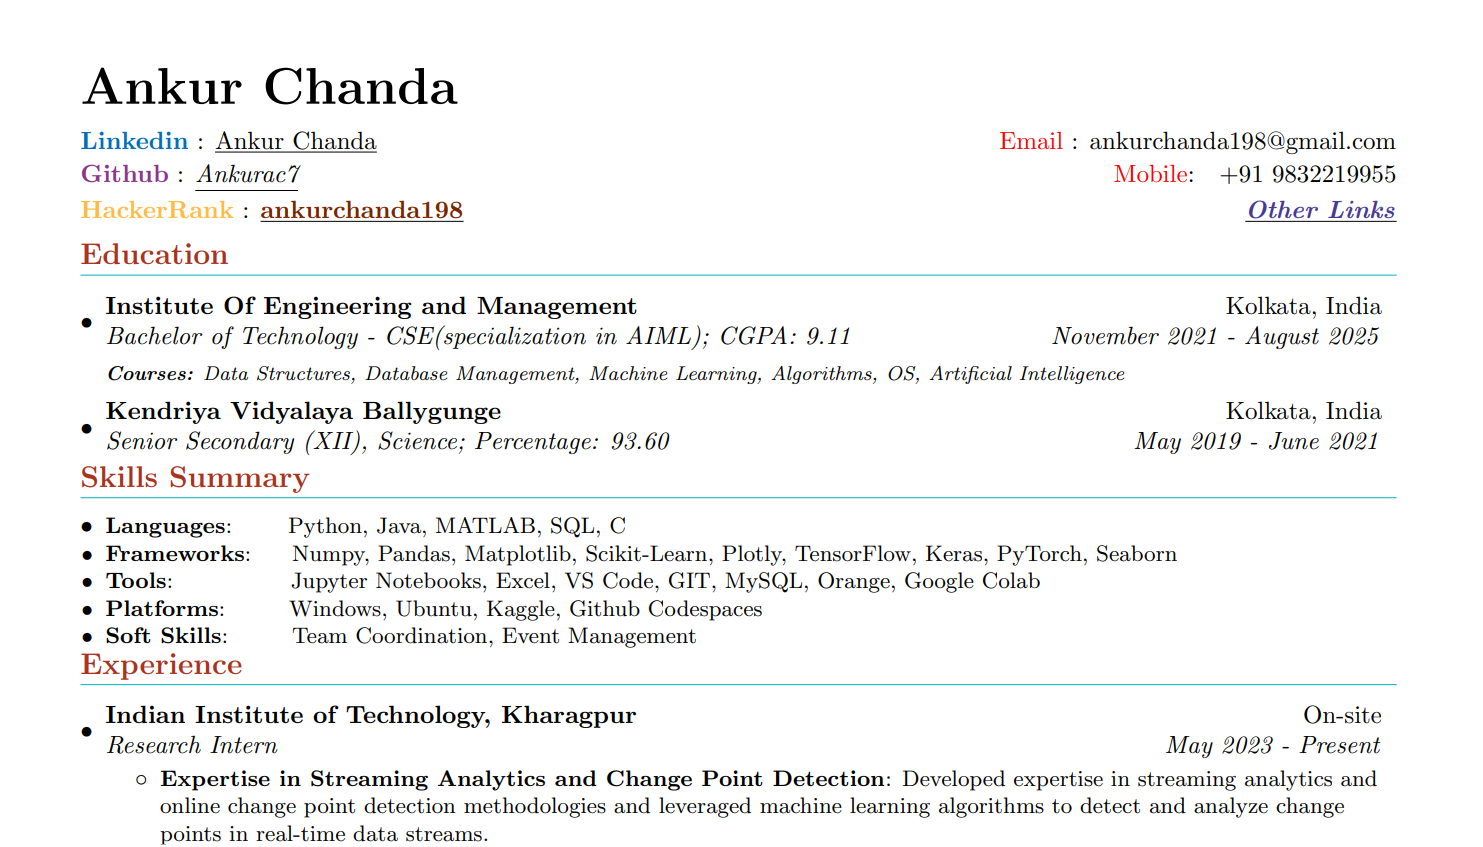 Ankur Chanda
Linkedin : Ankur Chanda Email : ankurchanda198@gmail.com
Github : Ankurac7 Mobile: +91 9832219955
HackerRank : ankurchanda198 Other Links
Education
• Institute Of Engineering and Management Kolkata, India
Bachelor of Technology - CSE(specialization in AIML); CGPA: 9.11 November 2021 - August 2025
Courses: Data Structures, Database Management, Machine Learning, Algorithms, OS, Artificial Intelligence
• Kendriya Vidyalaya Ballygunge Kolkata, India
Senior Secondary (XII), Science; Percentage: 93.60 May 2019 - June 2021
Skills Summary
• Languages: Python, Java, MATLAB, SQL, C
• Frameworks: Numpy, Pandas, Matplotlib, Scikit-Learn, Plotly, TensorFlow, Keras, PyTorch, Seaborn
• Tools: Jupyter Notebooks, Excel, VS Code, GIT, MySQL, Orange, Google Colab
• Platforms: Windows, Ubuntu, Kaggle, Github Codespaces
• Soft Skills: Team Coordination, Event Management
Experience
• Indian Institute of Technology, Kharagpur On-site
Research Intern May 2023 - Present
◦ Expertise in Streaming Analytics and Change Point Detection: Developed expertise in streaming analytics and
online change point detection methodologies and leveraged machine learning algorithms to detect and analyze change
points in real-time data streams.